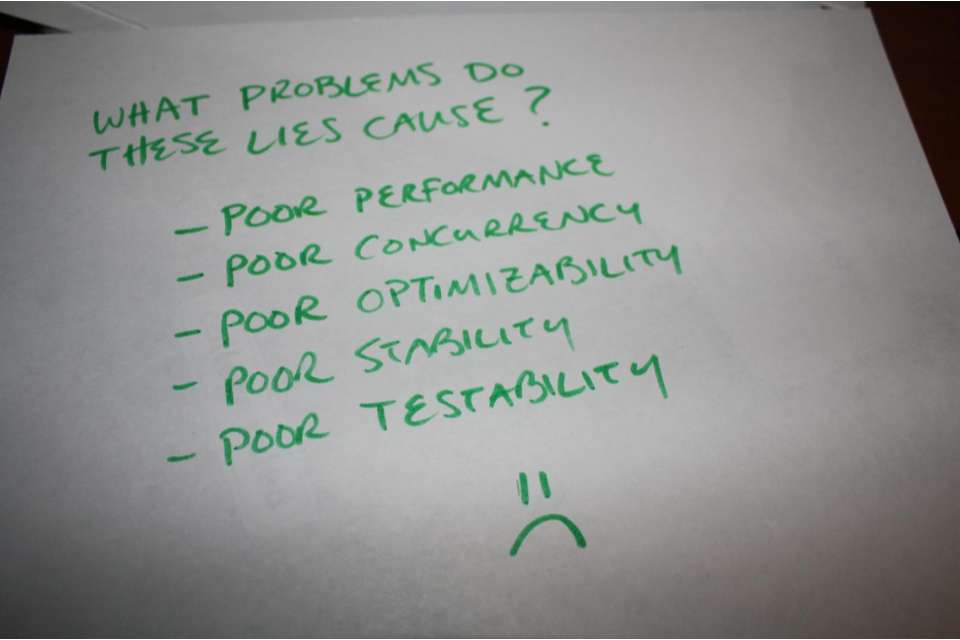 WHAT PROBLEMS DO
THESE LIES CAUSE?
- POOR PERFORMANCE
- POOR CONCURRENCY
- POOR OPTIMIZABILITY
- POOR STABILITY
- POOR TESTABILITY